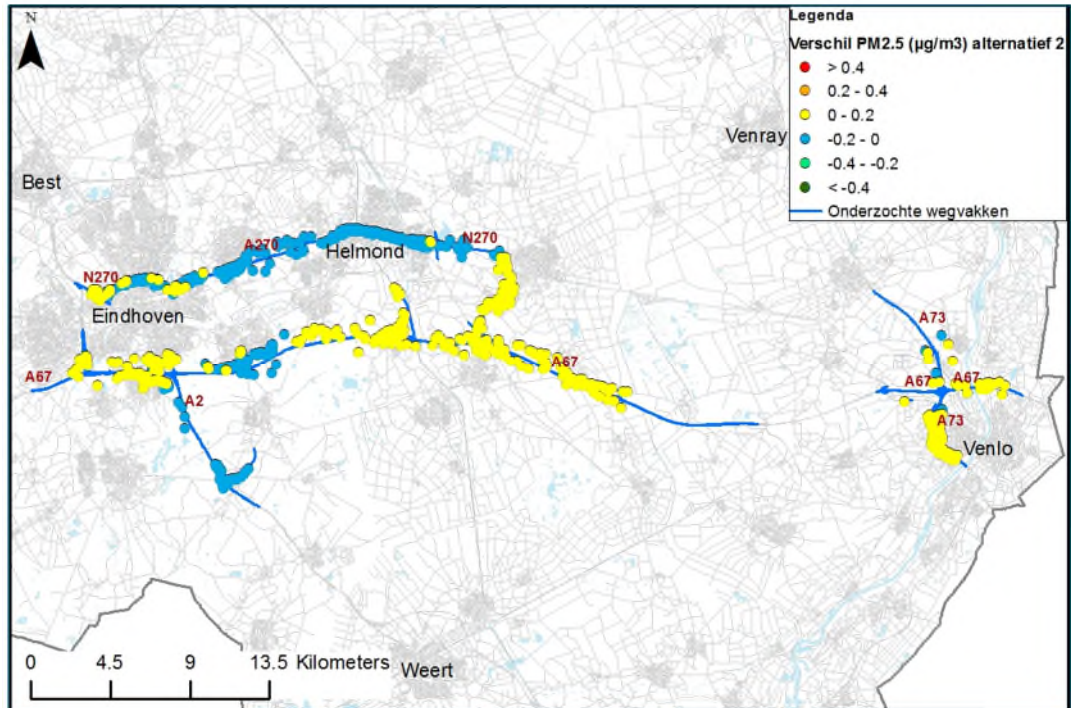 N
Legenda
Verschil PM2.5 (µg/m3) alternatief 2
> 0.4
0.2 - 0.4
0 - 0.2
-0.2 - 0
-0.4 - -0.2
< -0.4
Onderzochte wegvakken
Venray
Best
A270
N270
Helmond
N270
Eindhoven
A73
A67
A67
A67 A67
A2
A73
Venlo
0 4.5 9 13.5 Kilometers
Weert